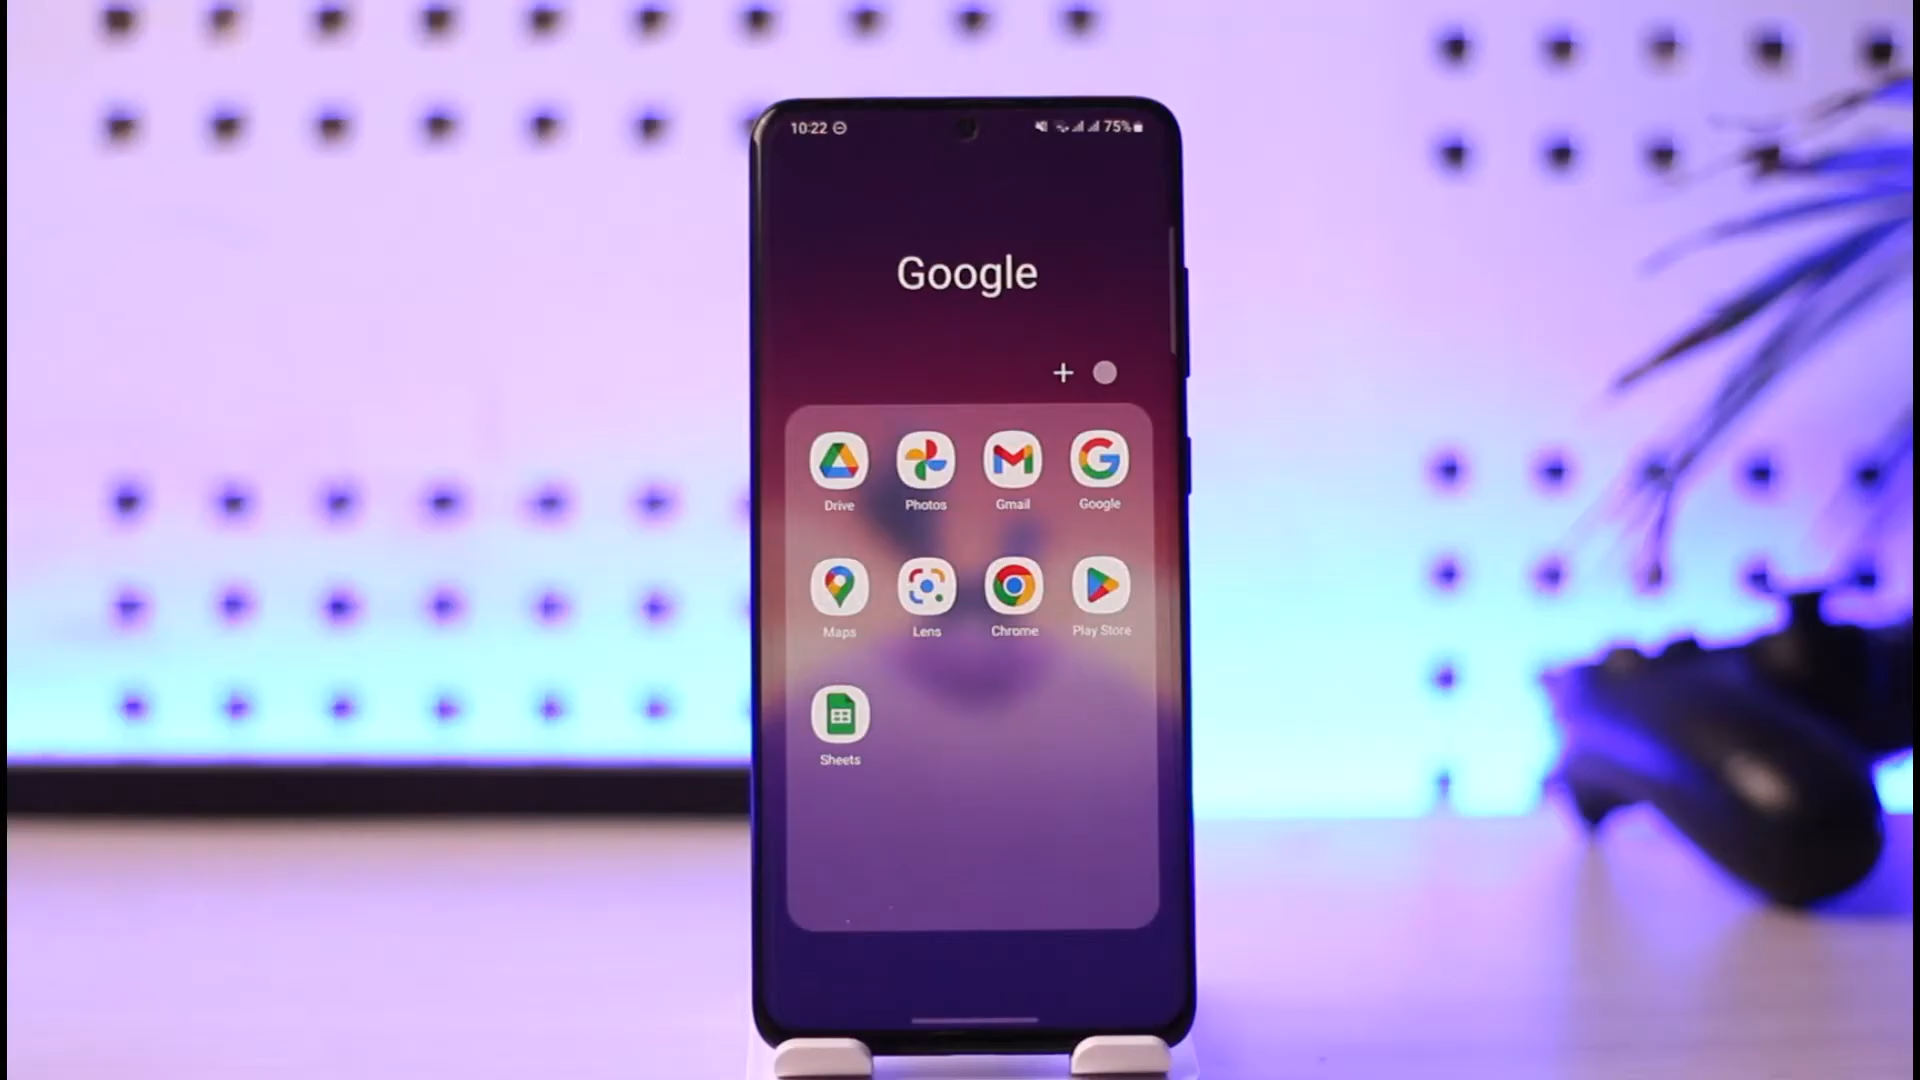 10:22 75%
Google
+
Drive Photos Gmail Google
Maps Lens Chrome Play Store
Sheets